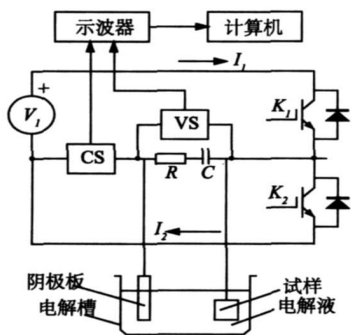 示波器
计算机
I₁
+
V₁
VS
K₁
CS
R
C
K₂
I₂
阴极板
电解槽
试样
电解液